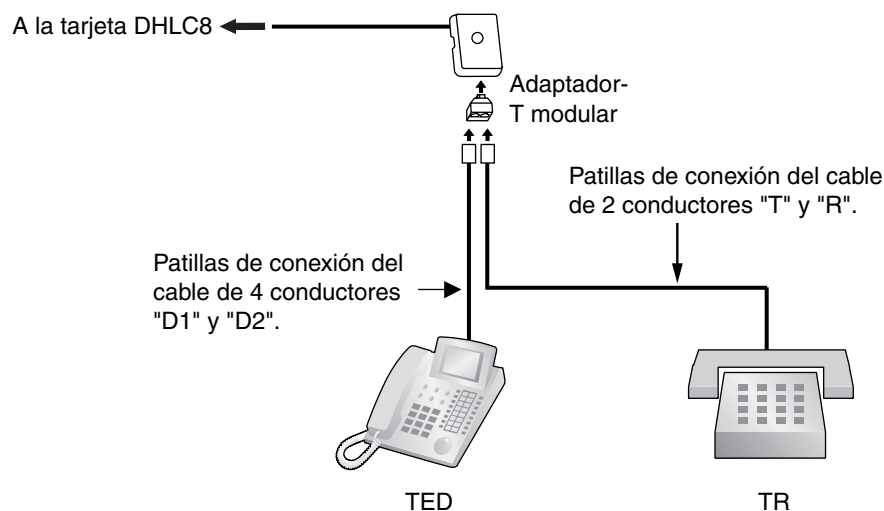 A la tarjeta DHLC8
Adaptador-
T modular
Patillas de conexión del cable
de 2 conductores "T" y "R".
Patillas de conexión del
cable de 4 conductores
"D1" y "D2".
TED
TR